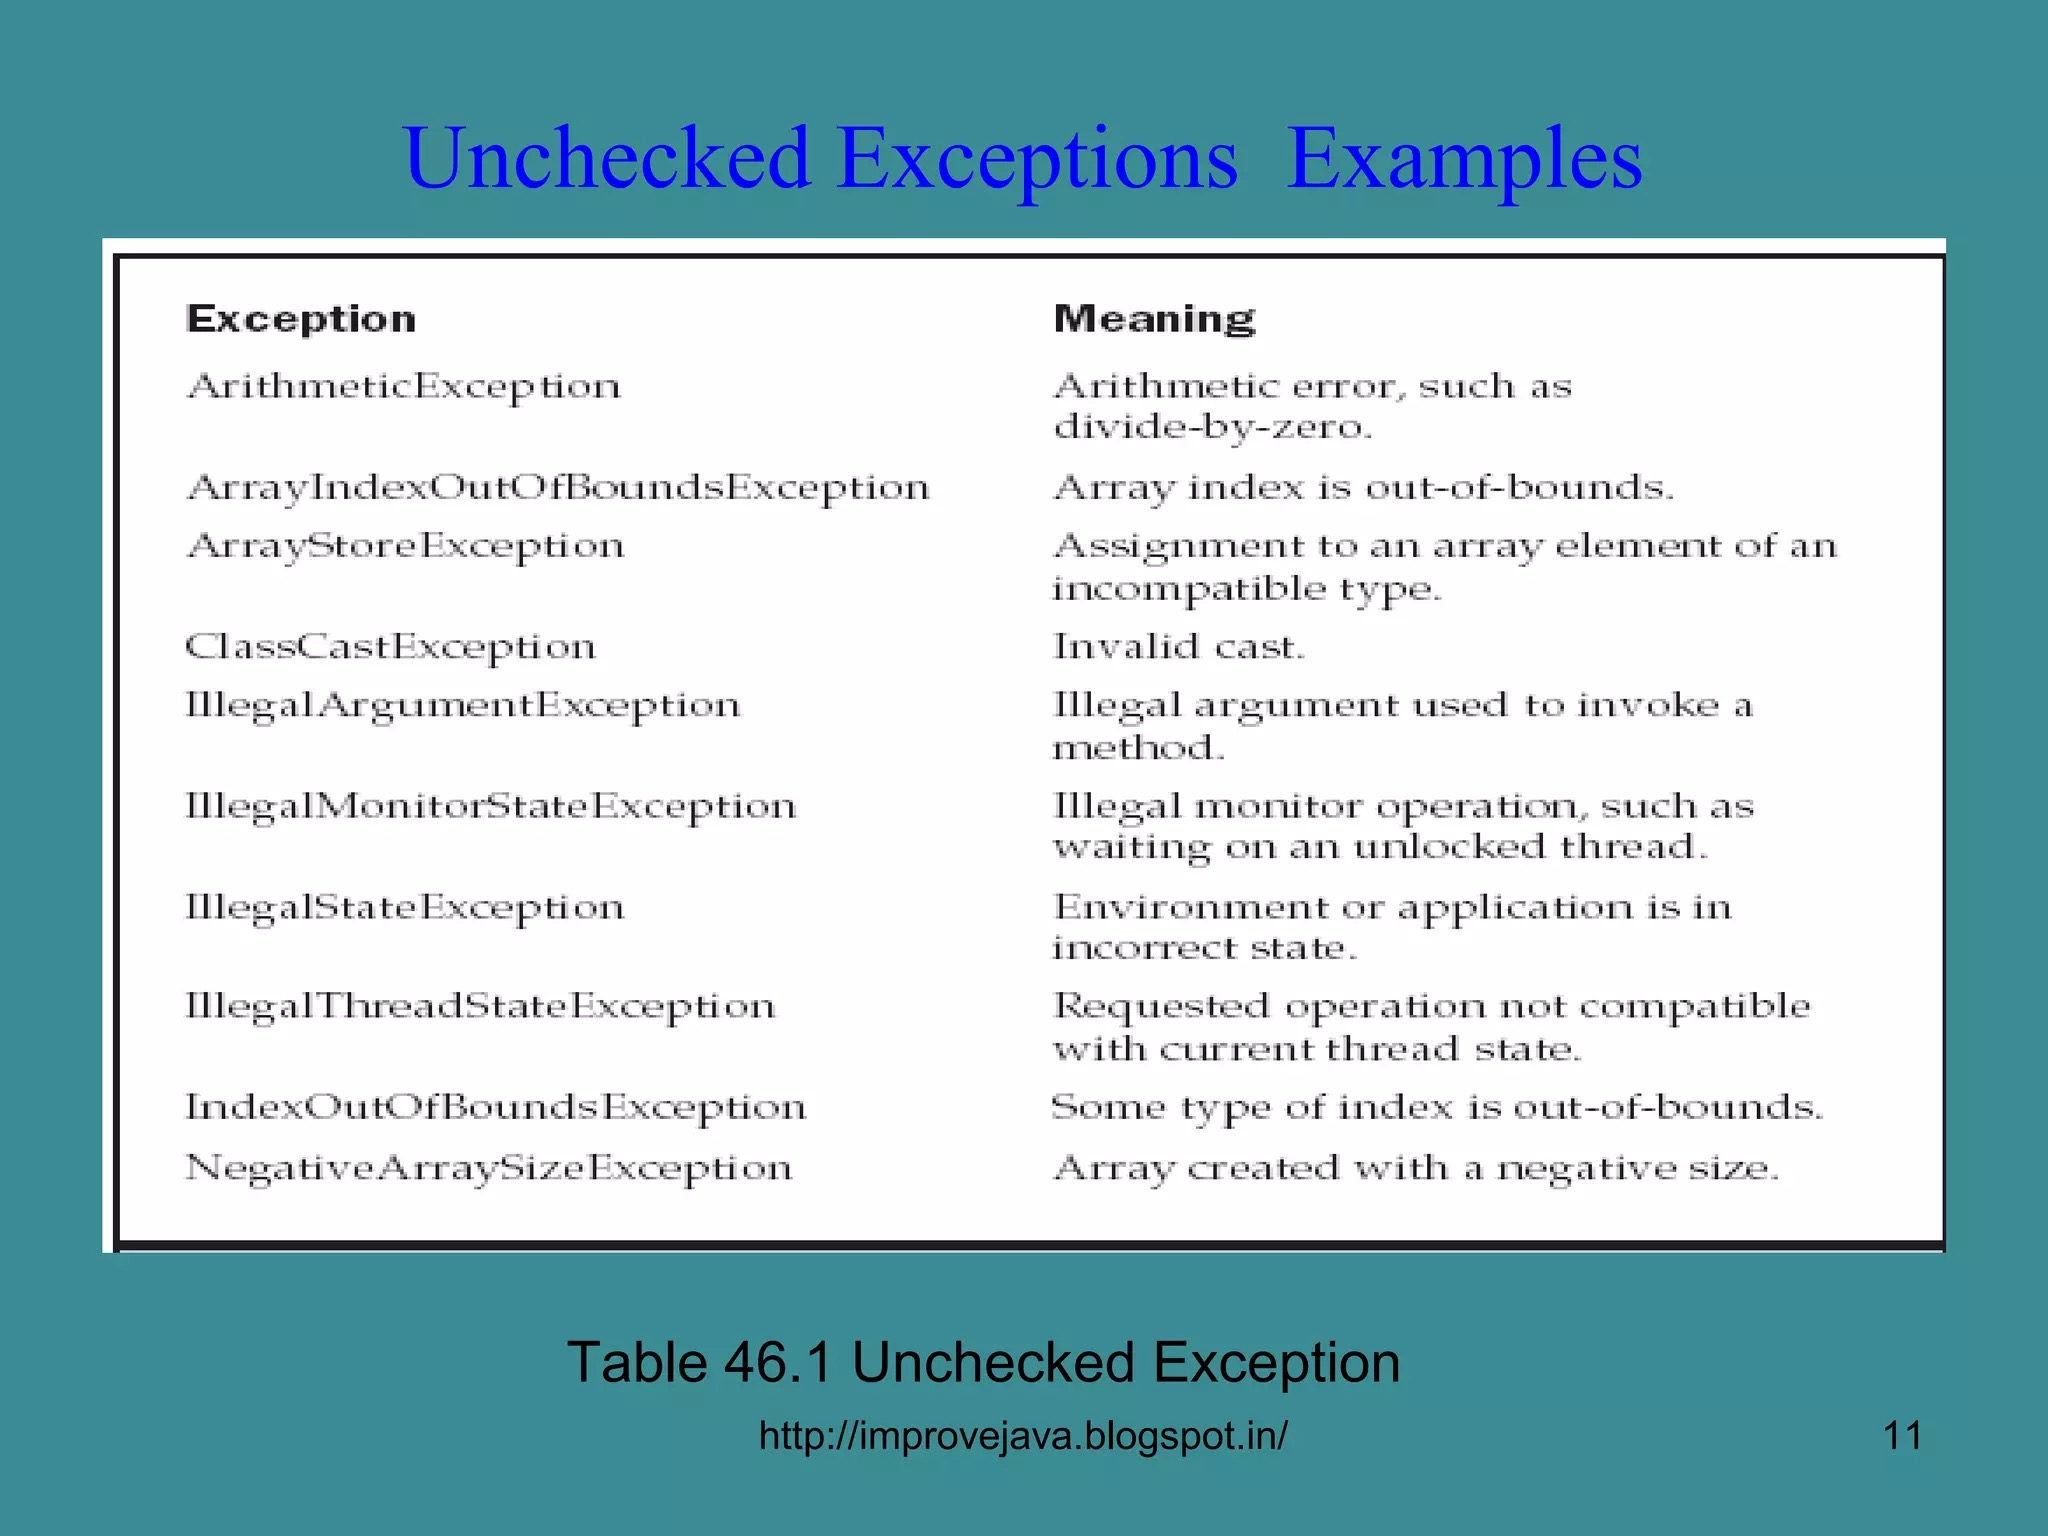 Unchecked Exceptions Examples
Exception Meaning
ArithmeticException Arithmetic error, such as
divide-by-zero.
ArrayIndexOutOfBoundsException Array index is out-of-bounds.
ArrayStoreException Assignment to an array element of an
incompatible type.
ClassCastException Invalid cast.
IllegalArgumentException Illegal argument used to invoke a
method.
IllegalMonitorStateException Illegal monitor operation, such as
waiting on an unlocked thread.
IllegalStateException Environment or application is in
incorrect state.
IllegalThreadStateException Requested operation not compatible
with current thread state.
IndexOutOfBoundsException Some type of index is out-of-bounds.
NegativeArraySizeException Array created with a negative size.
Table 46.1 Unchecked Exception
http://improvejava.blogspot.in/ 11